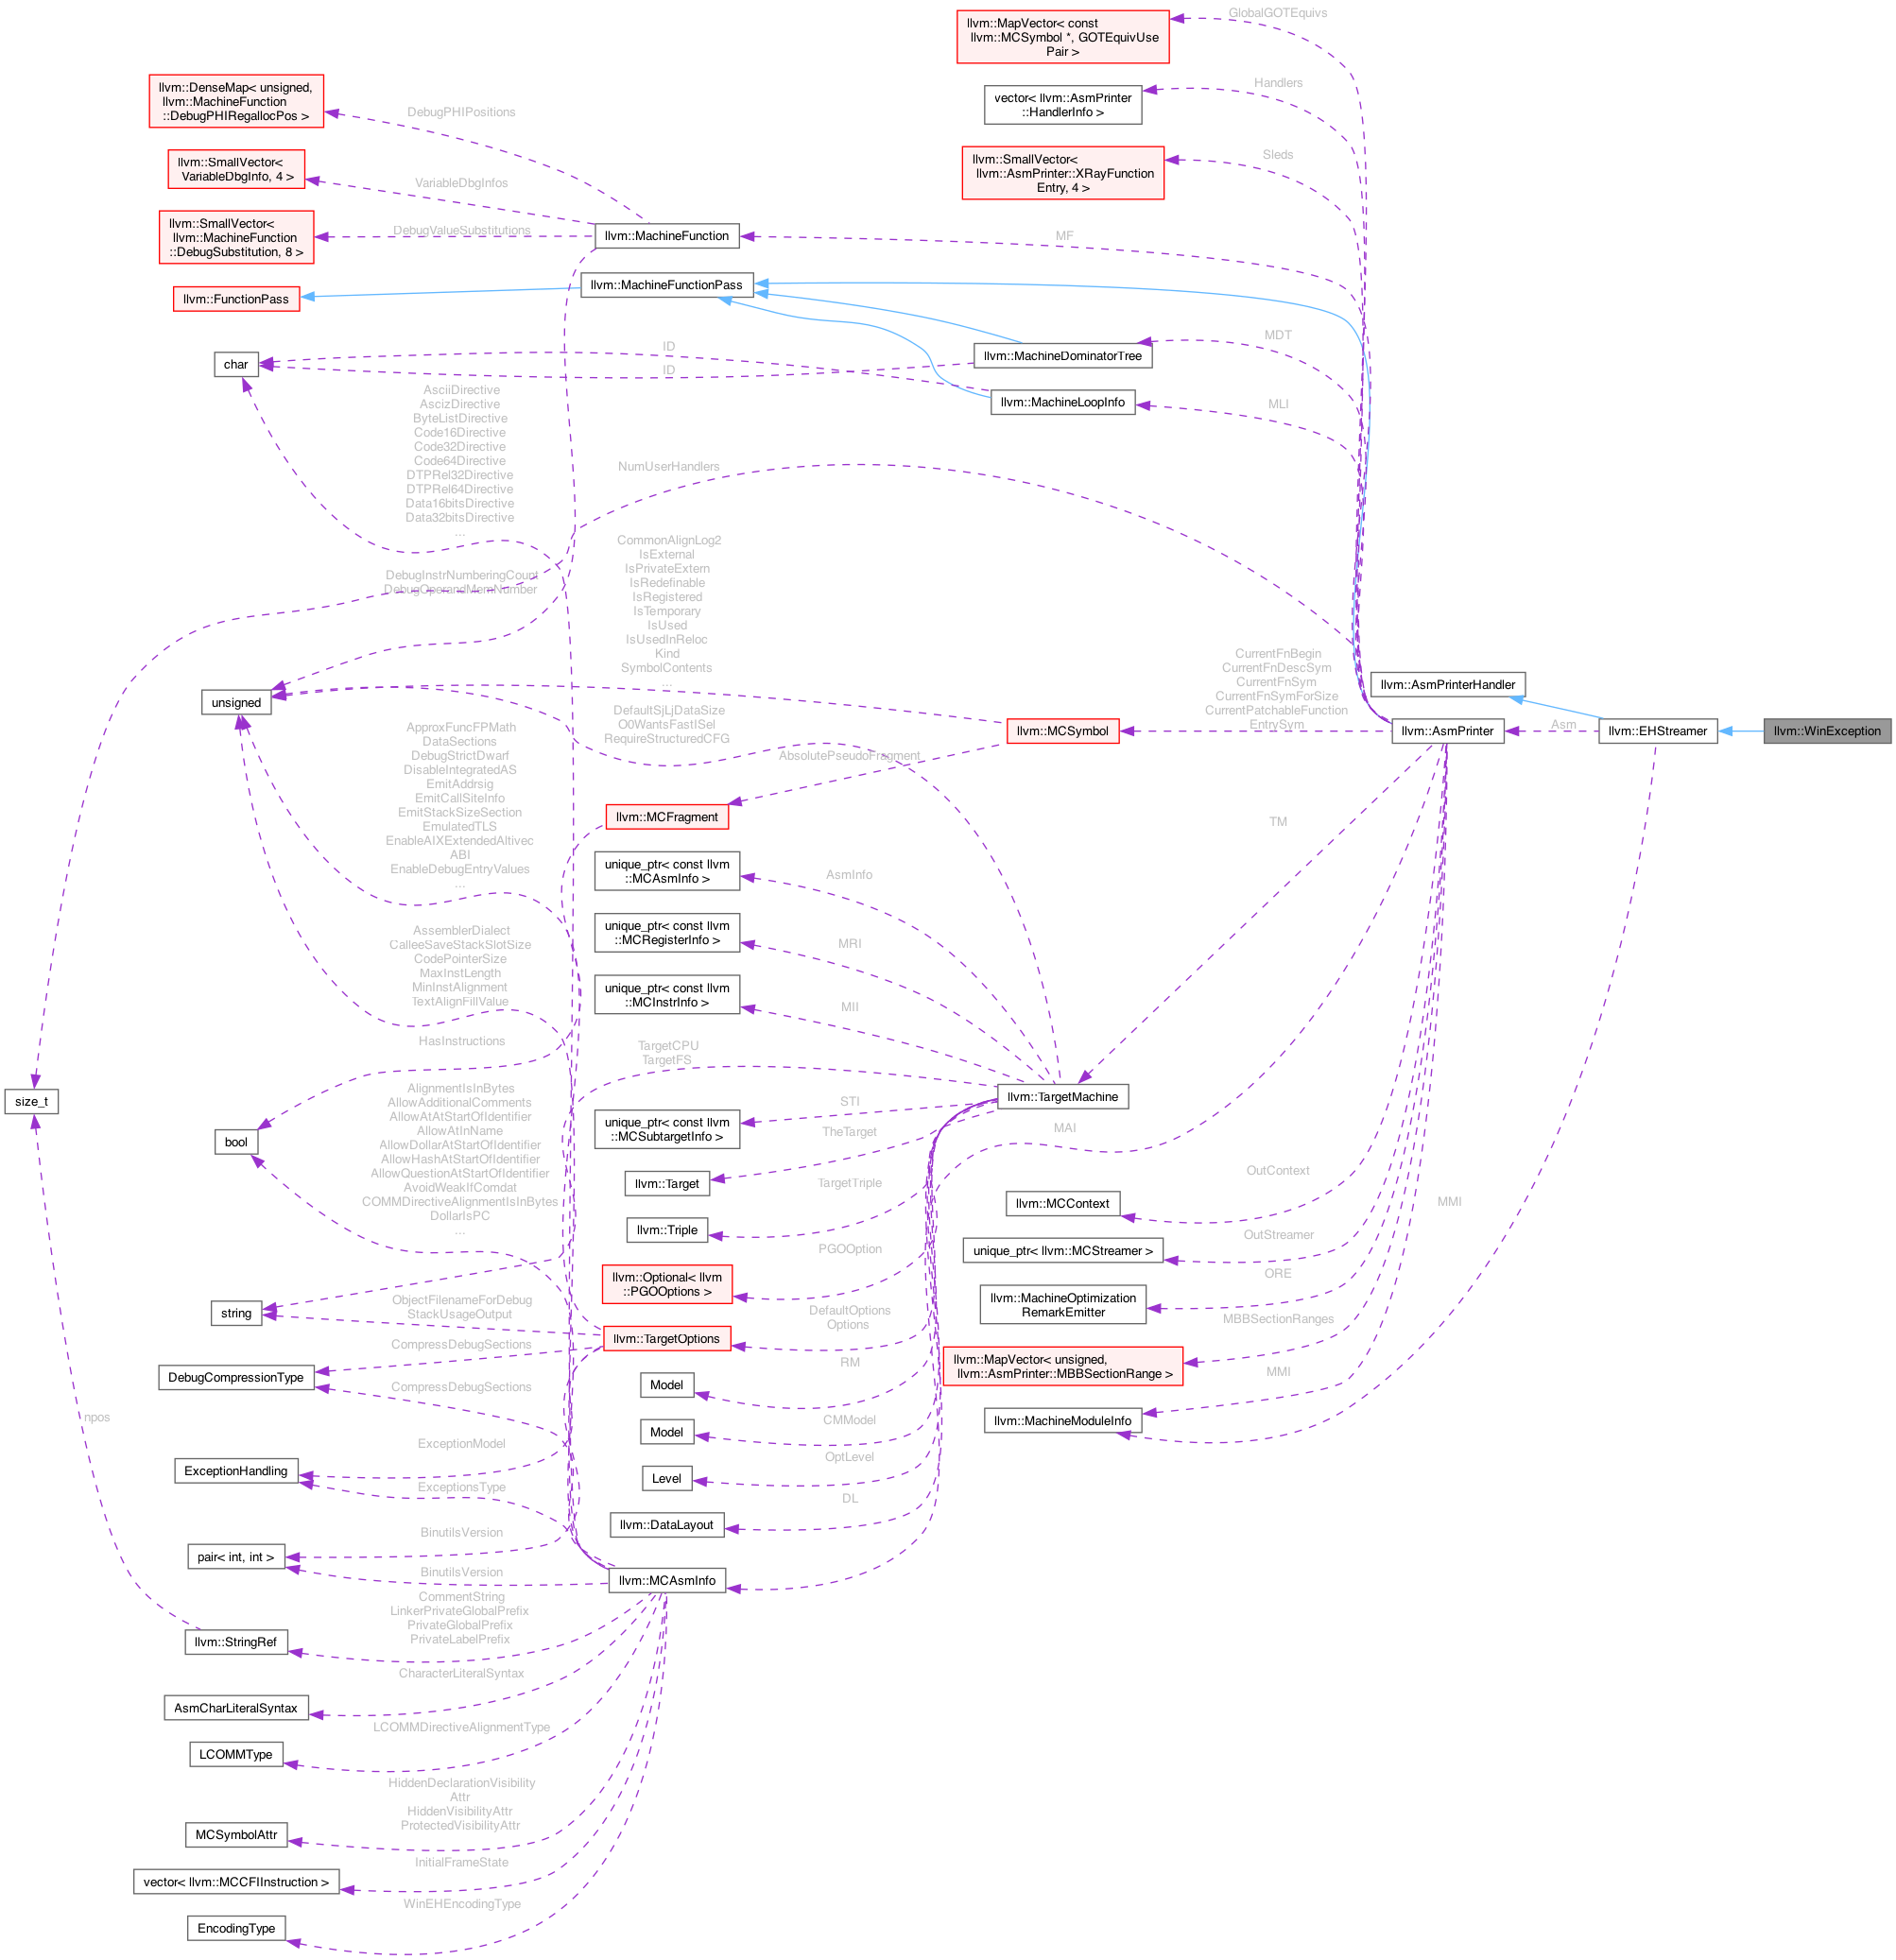 GlobalGOTEquivs
llvm::MapVector< const
llvm::MCSymbol *, GOTEquivUse
Pair >
Handlers
vector< llvm::AsmPrinter
::HandlerInfo >
Sleds
llvm::SmallVector<
llvm::AsmPrinter::XRayFunction
Entry, 4 >
llvm::DenseMap< unsigned,
llvm::MachineFunction
::DebugPHIRegallocPos >
DebugPHIPositions
llvm::SmallVector<
VariableDbgInfo, 4 >
VariableDbgInfos
llvm::SmallVector<
llvm::MachineFunction
::DebugSubstitution, 8 >
DebugValueSubstitutions
llvm::MachineFunction
MF
llvm::FunctionPass
llvm::MachineFunctionPass
MDT
llvm::MachineDominatorTree
char
ID
ID
MLI
llvm::MachineLoopInfo
AsciiDirective
AscizDirective
ByteListDirective
Code16Directive
Code32Directive
Code64Directive
DTPRel32Directive
DTPRel64Directive
Data16bitsDirective
Data32bitsDirective
...
NumUserHandlers
DebugInstrNumberingCount
DebugOperandMemNumber
CommonAlignLog2
IsExternal
IsPrivateExtern
IsRedefinable
IsRegistered
IsTemporary
IsUsed
IsUsedInReloc
Kind
SymbolContents
...
unsigned
DefaultSjLjDataSize
O0WantsFastISel
RequireStructuredCFG
CurrentFnBegin
CurrentFnDescSym
CurrentFnSym
CurrentFnSymForSize
CurrentPatchableFunction
EntrySym
llvm::MCSymbol
llvm::AsmPrinterHandler
llvm::AsmPrinter
Asm
llvm::EHStreamer
llvm::WinException
AbsolutePseudoFragment
llvm::MCFragment
TM
ApproxFuncFPMath
DataSections
DebugStrictDwarf
DisableIntegratedAS
EmitAddrsig
EmitCallSiteInfo
EmitStackSizeSection
EmulatedTLS
EnableAIXExtendedAltivec
ABI
EnableDebugEntryValues
...
unique_ptr< const llvm
::MCAsmInfo >
AsmInfo
unique_ptr< const llvm
::MCRegisterInfo >
MRI
unique_ptr< const llvm
::MCInstrInfo >
MII
AssemblerDialect
CalleeSaveStackSlotSize
CodePointerSize
MaxInstLength
MinInstAlignment
TextAlignFillValue
HasInstructions
TargetCPU
TargetFS
llvm::TargetMachine
size_t
bool
AlignmentIsInBytes
AllowAdditionalComments
AllowAtAtStartOfIdentifier
AllowAtInName
AllowDollarAtStartOfIdentifier
AllowHashAtStartOfIdentifier
AllowQuestionAtStartOfIdentifier
AvoidWeakIfComdat
COMMDirectiveAlignmentIsInBytes
DollarIsPC
...
unique_ptr< const llvm
::MCSubtargetInfo >
STI
TheTarget
llvm::Target
TargetTriple
llvm::Triple
MAI
OutContext
llvm::MCContext
MMI
OutStreamer
unique_ptr< llvm::MCStreamer >
PGOOption
llvm::Optional< llvm
::PGOOptions >
ORE
llvm::MachineOptimization
RemarkEmitter
string
ObjectFilenameForDebug
StackUsageOutput
llvm::TargetOptions
DefaultOptions
Options
MBBSectionRanges
llvm::MapVector< unsigned,
llvm::AsmPrinter::MBBSectionRange >
CompressDebugSections
DebugCompressionType
CompressDebugSections
RM
Model
MMI
llvm::MachineModuleInfo
npos
CMModel
Model
ExceptionModel
ExceptionHandling
ExceptionsType
OptLevel
Level
DL
llvm::DataLayout
BinutilsVersion
pair< int, int >
BinutilsVersion
llvm::MCAsmInfo
CommentString
LinkerPrivateGlobalPrefix
PrivateGlobalPrefix
PrivateLabelPrefix
llvm::StringRef
CharacterLiteralSyntax
AsmCharLiteralSyntax
LCOMMDirectiveAlignmentType
LCOMMType
HiddenDeclarationVisibility
Attr
HiddenVisibilityAttr
ProtectedVisibilityAttr
MCSymbolAttr
InitialFrameState
vector< llvm::MCCFIInstruction >
WinEHEncodingType
EncodingType